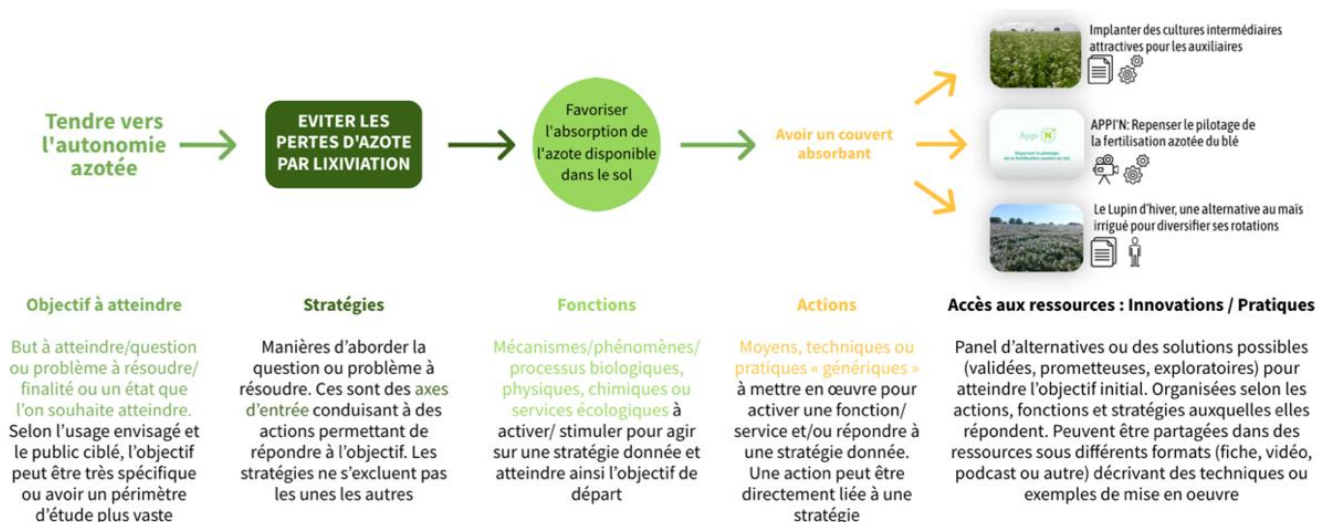 Tendre vers
l'autonomie
azotée
EVITER LES
PERTES D'AZOTE
PAR LIXIVIATION
Favoriser
l'absorption de
l'azote disponible
dans le sol
Avoir un couvert
absorbant
Implanter des cultures intermédiaires
attractives pour les auxiliaires
Appi N
Repenser le pilotage
de la fertilisation azotée du blé
APPI'N: Repenser le pilotage de
la fertilisation azotée du blé
Le Lupin d'hiver, une alternative au maïs
irrigué pour diversifier ses rotations
Objectif à atteindre
But à atteindre/question
ou problème à résoudre/
finalité ou un état que
l'on souhaite atteindre.
Selon l'usage envisagé et
le public ciblé, l'objectif
peut être très spécifique
ou avoir un périmètre
d'étude plus vaste
Stratégies
Manières d'aborder la
question ou problème à
résoudre. Ces sont des axes
d'entrée conduisant à des
actions permettant de
répondre à l'objectif. Les
stratégies ne s'excluent pas
les unes les autres
Fonctions
Mécanismes/phénomènes/
processus biologiques,
physiques, chimiques ou
services écologiques à
activer/ stimuler pour agir
sur une stratégie donnée et
atteindre ainsi l'objectif de
départ
Actions
Moyens, techniques ou
pratiques « génériques »
à mettre en œuvre pour
activer une fonction/
service et/ou répondre à
une stratégie donnée.
Une action peut être
directement liée à une
stratégie
Accès aux ressources : Innovations / Pratiques
Panel d'alternatives ou des solutions possibles
(validées, prometteuses, exploratoires) pour
atteindre l'objectif initial. Organisées selon les
actions, fonctions et stratégies auxquelles elles
répondent. Peuvent être partagées dans des
ressources sous différents formats (fiche, vidéo,
podcast ou autre) décrivant des techniques ou
exemples de mise en oeuvre